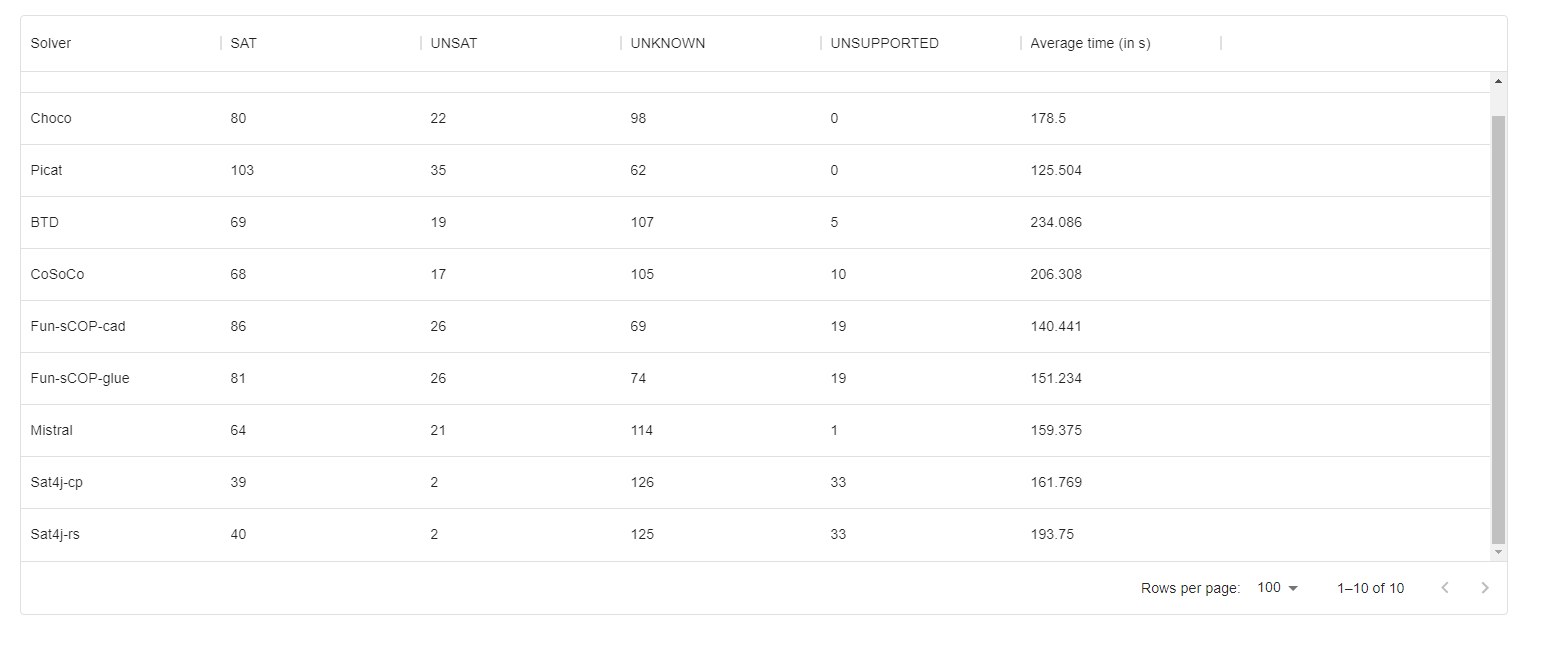 Solver SAT UNSAT UNKNOWN UNSUPPORTED Average time (in s)
Choco 80 22 98 0 178.5
Picat 103 35 62 0 125.504
BTD 69 19 107 5 234.086
CoSoCo 68 17 105 10 206.308
Fun-sCOP-cad 86 26 69 19 140.441
Fun-sCOP-glue 81 26 74 19 151.234
Mistral 64 21 114 1 159.375
Sat4j-cp 39 2 126 33 161.769
Sat4j-rs 40 2 125 33 193.75
Rows per page: 100 1–10 of 10